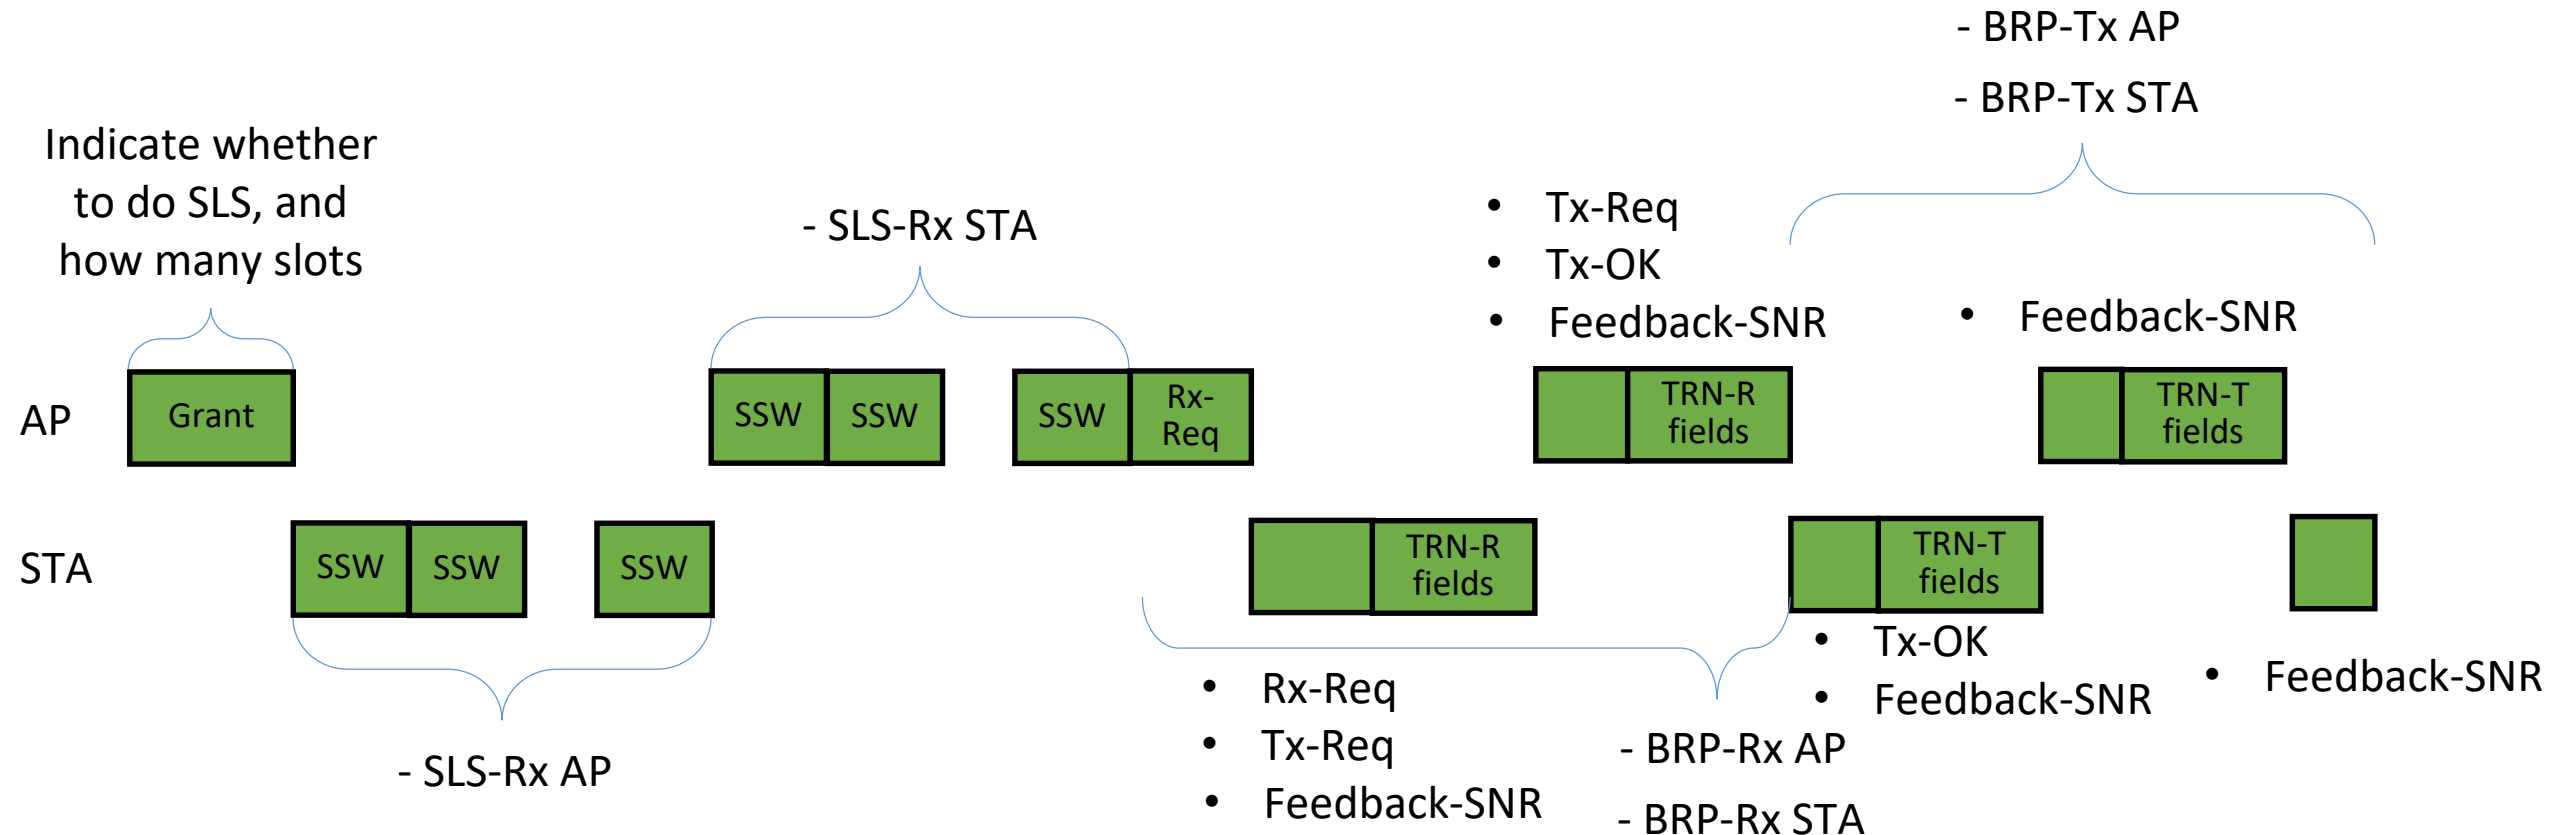 - BRP-Tx AP
- BRP-Tx STA
Indicate whether
to do SLS, and
how many slots
- SLS-Rx STA
• Tx-Req
• Tx-OK
• Feedback-SNR
• Feedback-SNR
AP
Grant
SSW
SSW
SSW
Rx-
Req
TRN-R
fields
TRN-T
fields
STA
SSW
SSW
SSW
TRN-R
fields
TRN-T
fields
• Tx-OK
• Feedback-SNR
• Feedback-SNR
• Rx-Req
• Tx-Req
• Feedback-SNR
- BRP-Rx AP
- BRP-Rx STA
- SLS-Rx AP